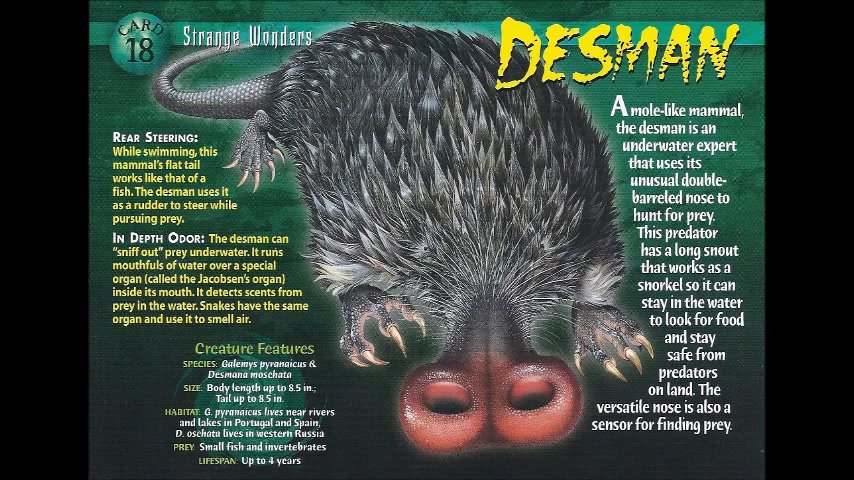 CARD
18
Strange Wonders
DESMAN
A mole-like mammal,
the desman is an
underwater expert
that uses its
unusual double-
barreled nose to
hunt for prey.
This predator
has a long snout
that works as a
snorkel so it can
stay in the water
to look for food
and stay
safe from
predators
on land. The
versatile nose is also a
sensor for finding prey.
REAR STEERING:
While swimming, this
mammal's flat tail
works like that of a
fish. The desman uses it
as a rudder to steer while
pursuing prey.
IN DEPTH ODOR: The desman can
"sniff out" prey underwater. It runs
mouthfuls of water over a special
organ (called the Jacobsen's organ)
inside its mouth. It detects scents from
prey in the water. Snakes have the same
organ and use it to smell air.
Creature Features
SPECIES: Galemys pyranaicus &
Desmana moschata
SIZE: Body length up to 8.5 in.;
Tail up to 8.5 in.
HABITAT: G. pyranaicus lives near rivers
and lakes in Portugal and Spain,
D. oschata lives in western Russia
PREY: Small fish and invertebrates
LIFESPAN: Up to 4 years